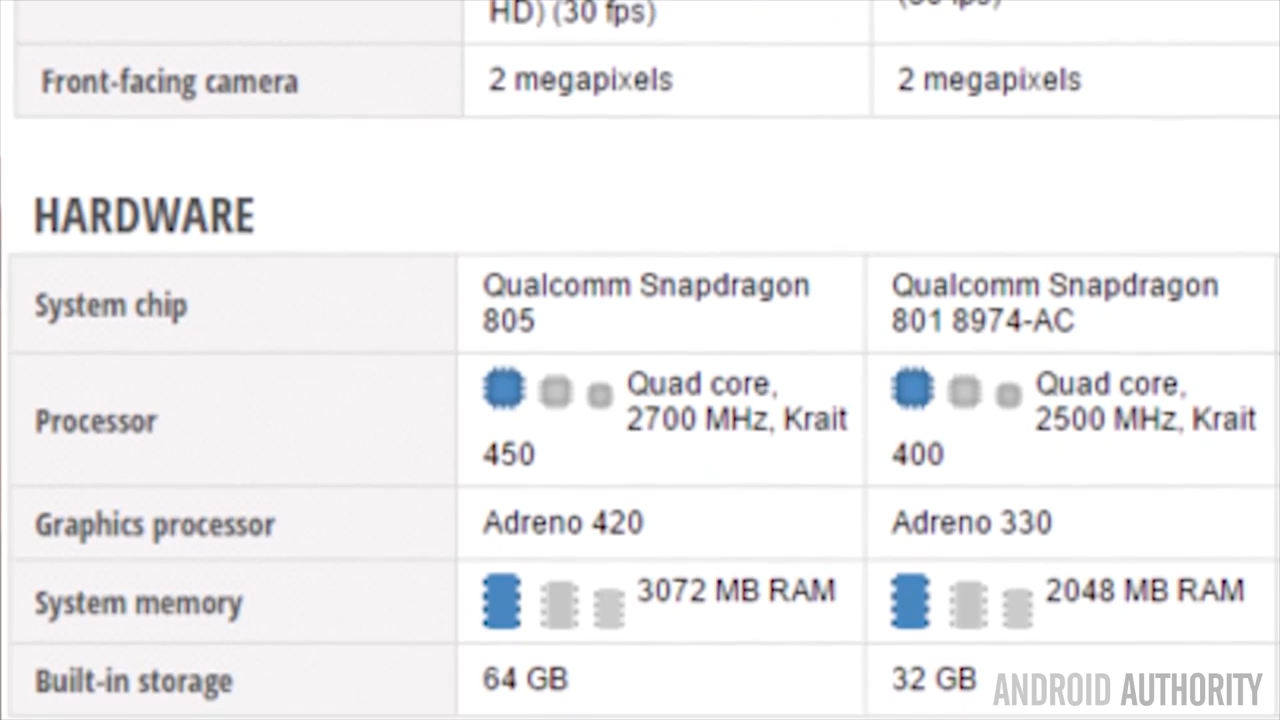 HD) (30 fps)
(30 fps)
Front-facing camera
2 megapixels
2 megapixels
HARDWARE
System chip
Qualcomm Snapdragon
805
Qualcomm Snapdragon
801 8974-AC
Processor
Quad core,
2700 MHz, Krait
450
Quad core,
2500 MHz, Krait
400
Graphics processor
Adreno 420
Adreno 330
System memory
3072 MB RAM
2048 MB RAM
Built-in storage
64 GB
32 GB
ANDROID AUTHORITY